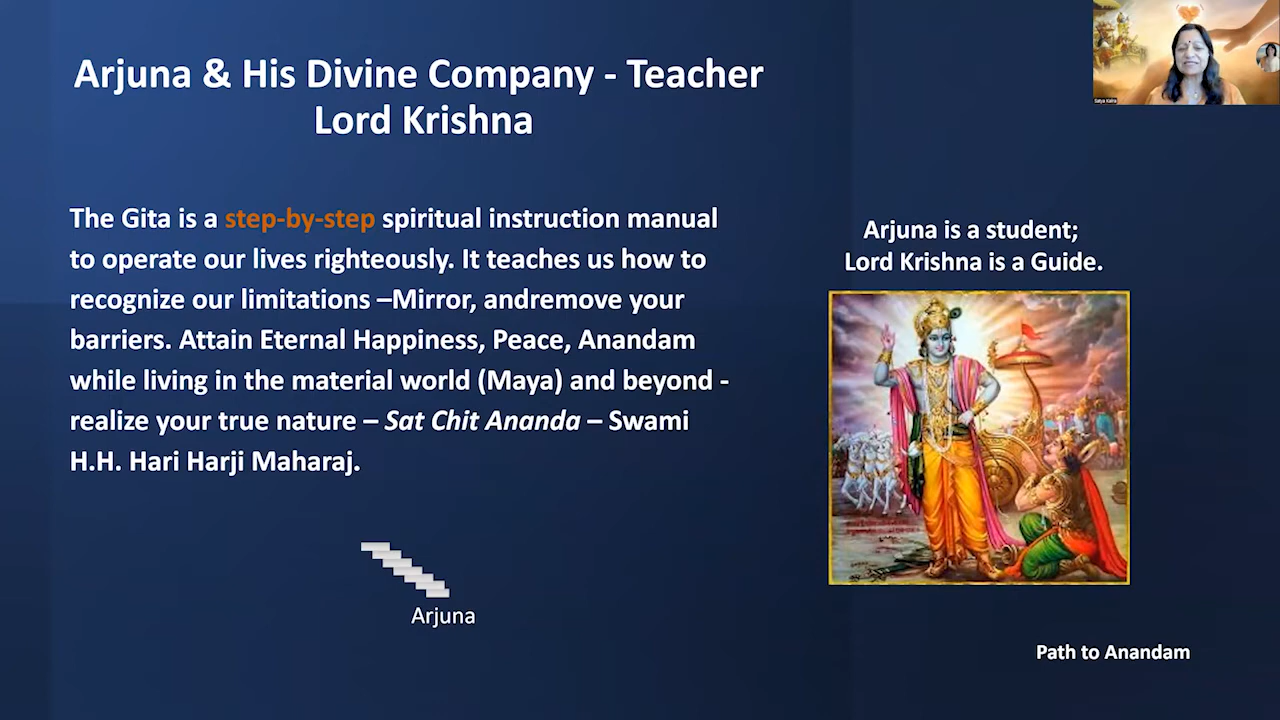 Arjuna & His Divine Company - Teacher
Lord Krishna
The Gita is a step-by-step spiritual instruction manual
to operate our lives righteously. It teaches us how to
recognize our limitations –Mirror, andremove your
barriers. Attain Eternal Happiness, Peace, Anandam
while living in the material world (Maya) and beyond -
realize your true nature – Sat Chit Ananda – Swami
H.H. Hari Harji Maharaj.
Arjuna is a student;
Lord Krishna is a Guide.
Arjuna
Path to Anandam